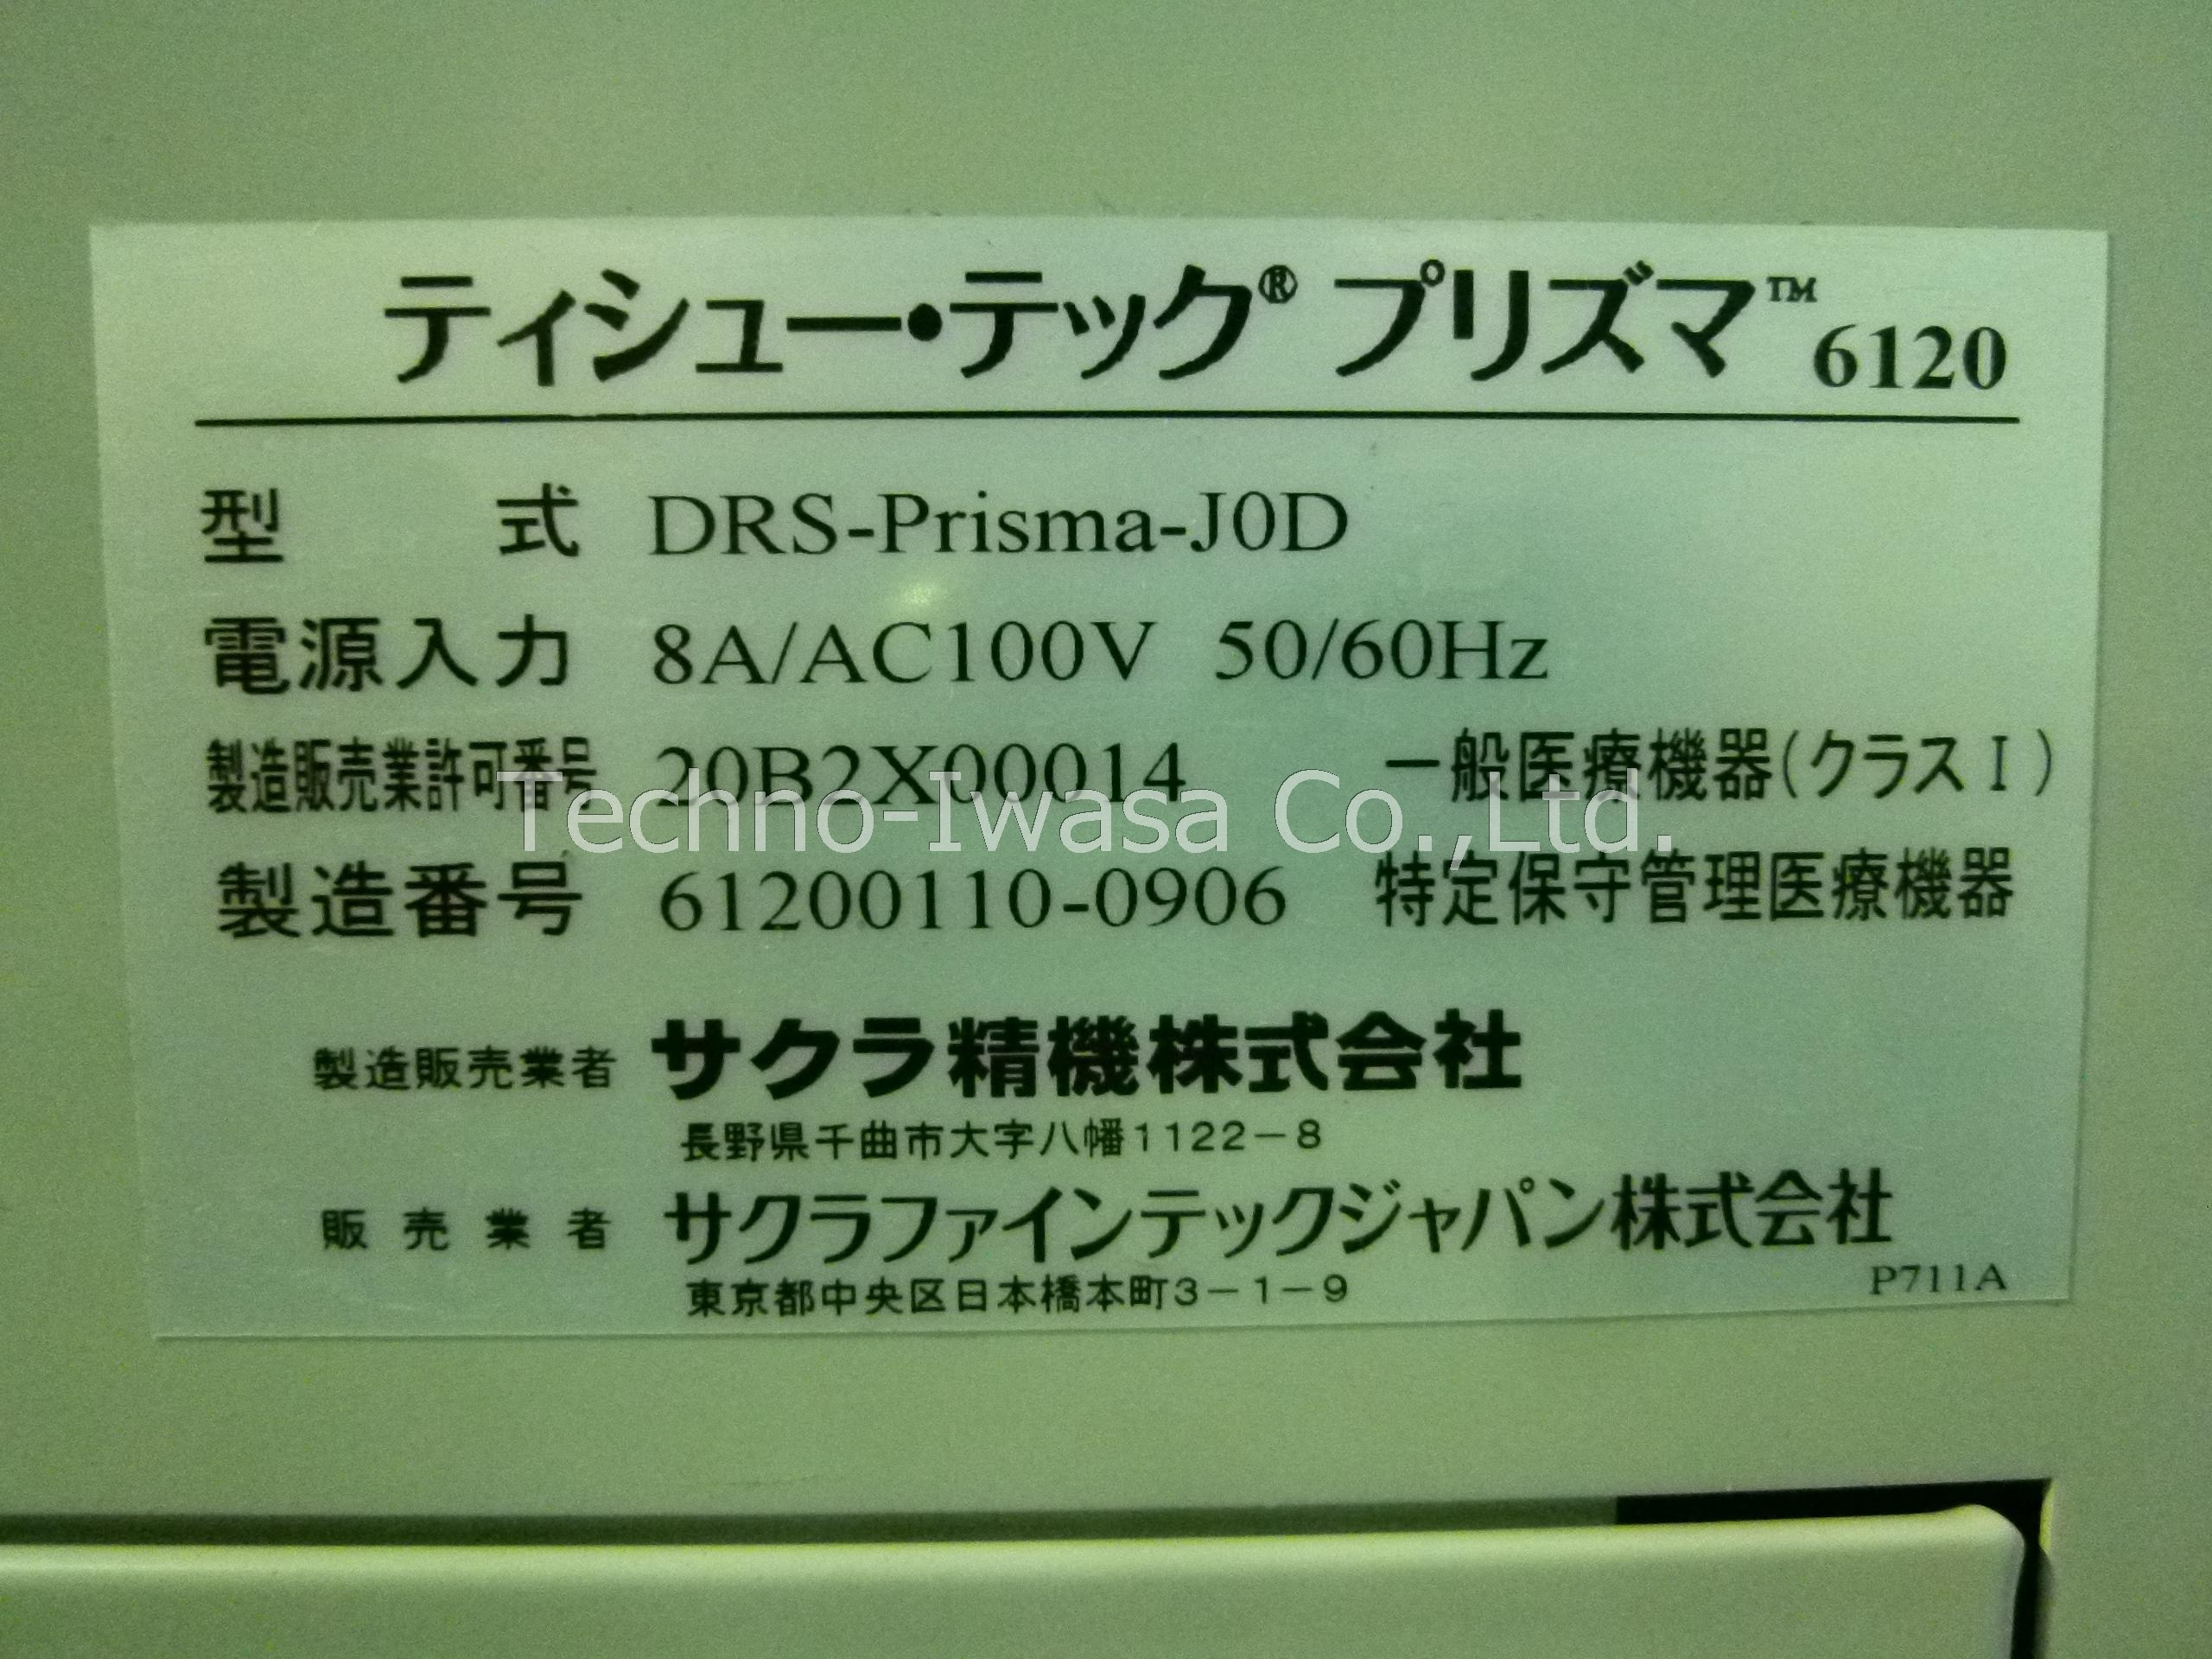 ティシュー・テック® プリズマ™ 6120
型式 DRS-Prisma-J0D
電源入力 8A/AC100V 50/60Hz
製造販売業許可番号 20B2X00014 一般医療機器(クラスⅠ)
Techno-Iwasa Co.,Ltd.
製造番号 61200110-0906 特定保守管理医療機器
製造販売業者 サクラ精機株式会社
長野県千曲市大字八幡1122-8
販売業者 サクラファインテックジャパン株式会社
東京都中央区日本橋本町3-1-9
P711A